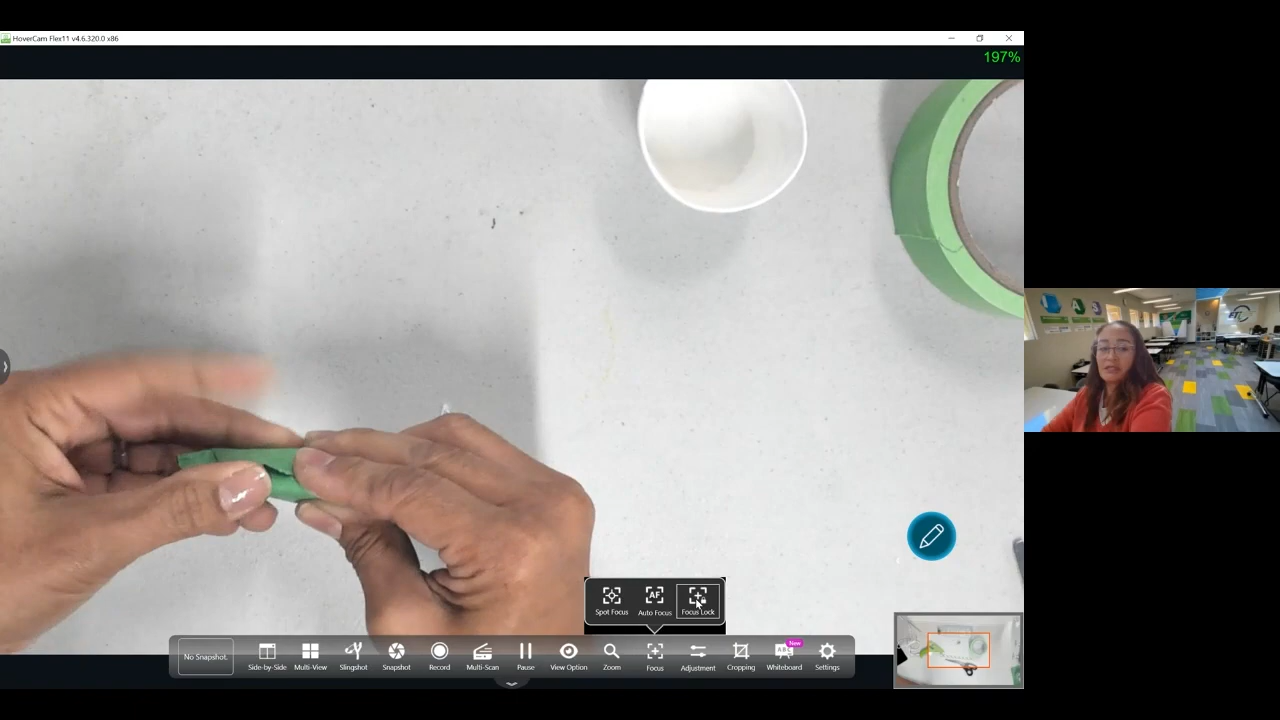 HoverCam Flex11 v4.6.320.0 x86
197%
Spot Focus
AF
Auto Focus
Focus Lock
No Snapshot.
Side-by-Side
Multi-View
Slingshot
Snapshot
Record
Multi-Scan
Pause
View Option
Zoom
Focus
Adjustment
Cropping
New
Whiteboard
Settings